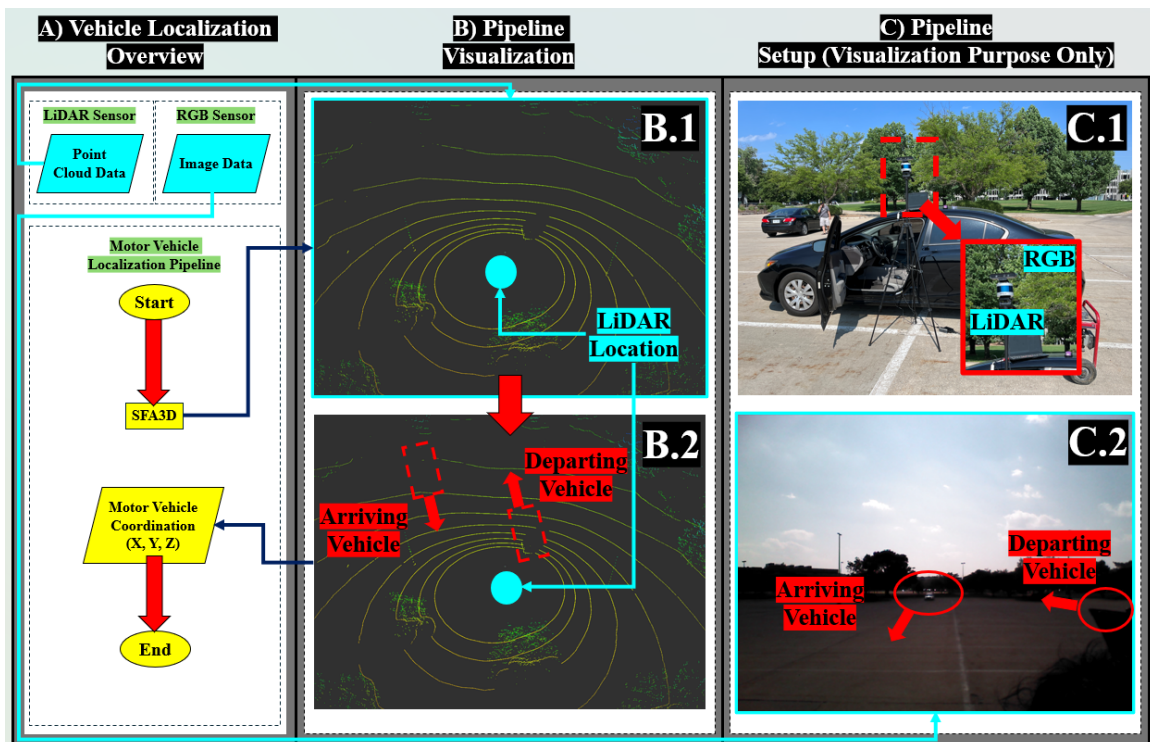 A) Vehicle Localization
Overview
B) Pipeline
Visualization
C) Pipeline
Setup (Visualization Purpose Only)
LiDAR Sensor
RGB Sensor
Point
Cloud Data
Image Data
Motor Vehicle
Localization Pipeline
Start
SFA3D
Motor Vehicle
Coordination
(X, Y, Z)
End
B.1
LiDAR
Location
B.2
Departing
Vehicle
Arriving
Vehicle
C.1
RGB
LiDAR
C.2
Departing
Vehicle
Arriving
Vehicle